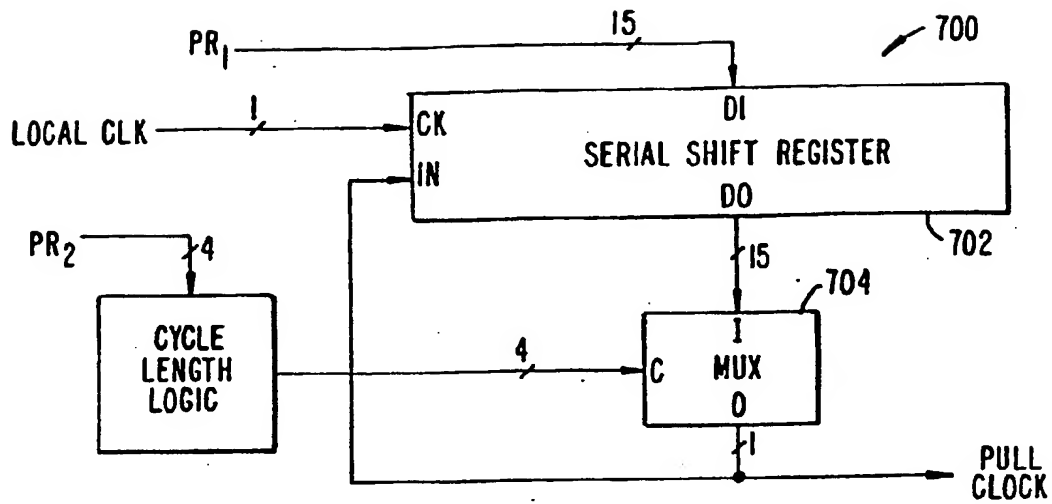 15
700
PR1
DI
1
LOCAL CLK
CK
SERIAL SHIFT REGISTER
IN
DO
702
PR2
4
15
704
CYCLE
LENGTH
LOGIC
4
I
C
MUX
O
1
PULL
CLOCK